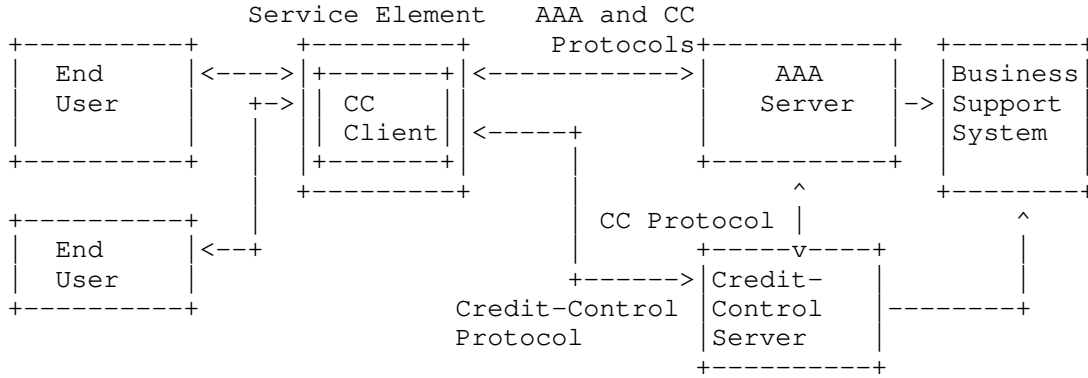 Service Element AAA and CC
Protocols
End AAA Business
User CC Server Support
Client System
CC Protocol
End
User Credit-
Credit-Control Control
Protocol Server